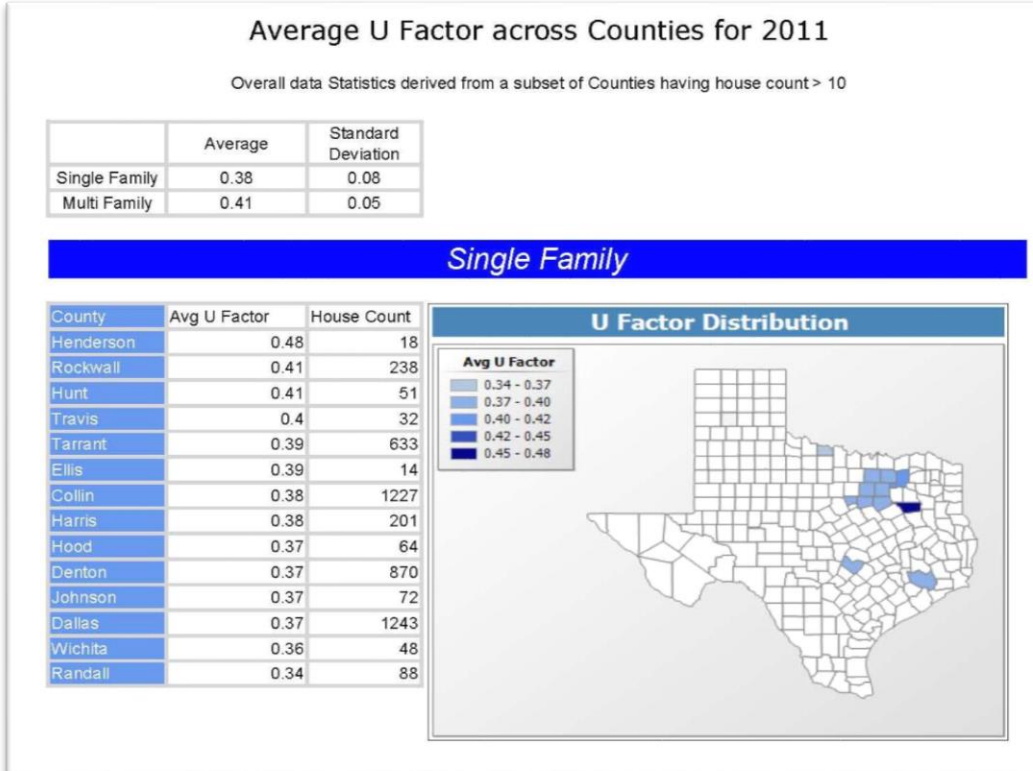 Average U Factor across Counties for 2011
Overall data Statistics derived from a subset of Counties having house count > 10
Average Standard Deviation
Single Family 0.38 0.08
Multi Family 0.41 0.05
Single Family
County Avg U Factor House Count
Henderson 0.48 18
Rockwall 0.41 238
Hunt 0.41 51
Travis 0.4 32
Tarrant 0.39 633
Ellis 0.39 14
Collin 0.38 1227
Harris 0.38 201
Hood 0.37 64
Denton 0.37 870
Johnson 0.37 72
Dallas 0.37 1243
Wichita 0.36 48
Randall 0.34 88
U Factor Distribution
Avg U Factor
0.34 - 0.37
0.37 - 0.40
0.40 - 0.42
0.42 - 0.45
0.45 - 0.48